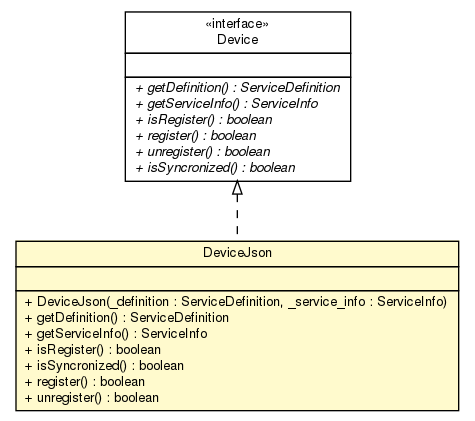 «interface»
Device
+ getDefinition() : ServiceDefinition
+ getServiceInfo() : ServiceInfo
+ isRegister() : boolean
+ register() : boolean
+ unregister() : boolean
+ isSyncronized() : boolean
DeviceJson
+ DeviceJson(_definition : ServiceDefinition, _service_info : ServiceInfo)
+ getDefinition() : ServiceDefinition
+ getServiceInfo() : ServiceInfo
+ isRegister() : boolean
+ isSyncronized() : boolean
+ register() : boolean
+ unregister() : boolean